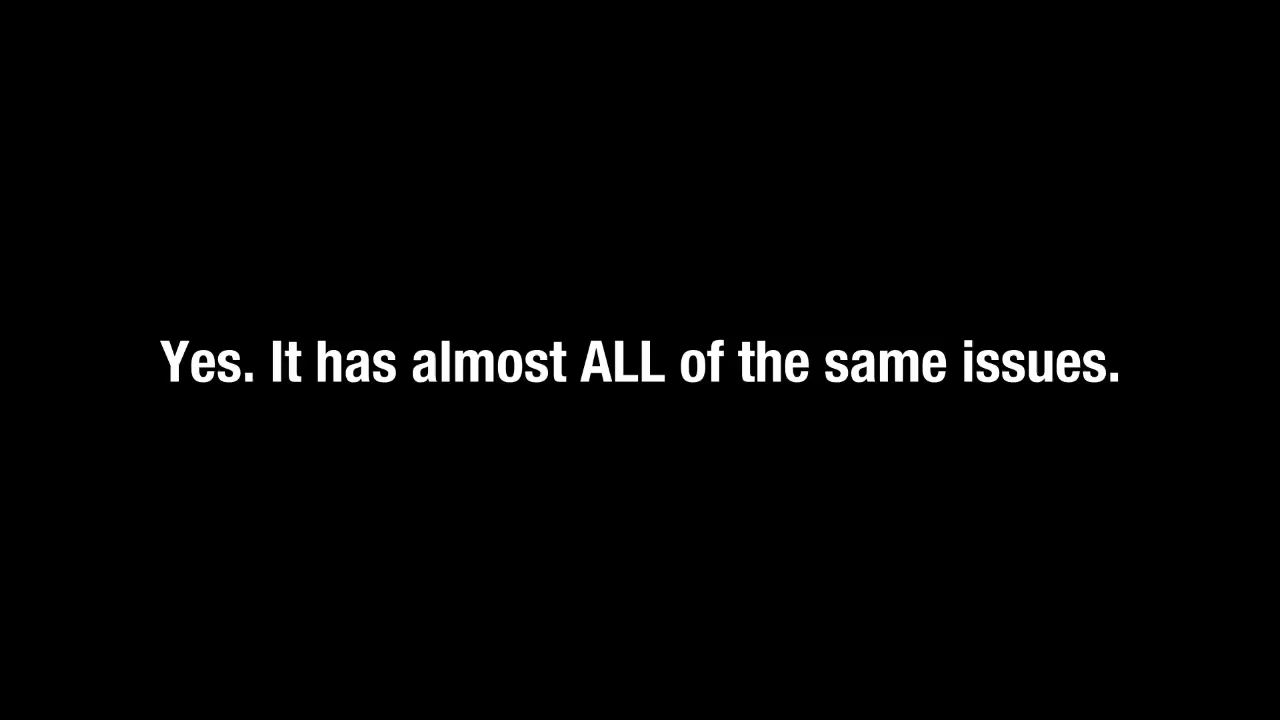 Yes. It has almost ALL of the same issues.